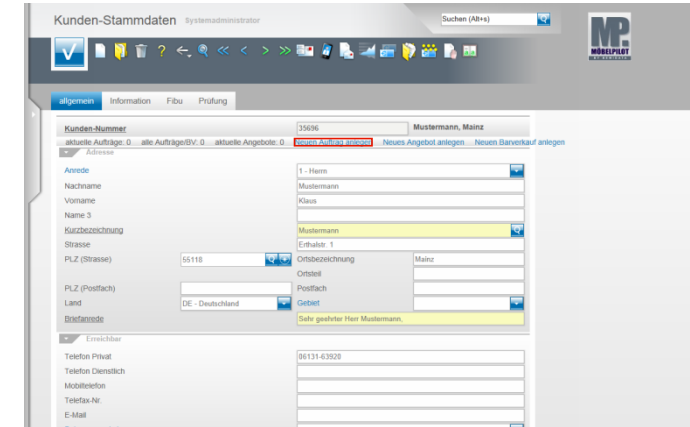 Kunden-Stammdaten Systemadministrator Suchen (Alt+s)
MP
MÖBELPILOT
allgemein Information Fibu Prüfung
Kunden-Nummer 35696 Mustermann, Mainz
aktuelle Aufträge: 0 alle Aufträge/BV: 0 aktuelle Angebote: 0 Neuen Auftrag anlegen Neues Angebot anlegen Neuen Barverkauf anlegen
Adresse
Anrede 1 - Herrn
Nachname Mustermann
Vorname Klaus
Name 3
Kurzbezeichnung Mustermann
Strasse Erthalstr. 1
PLZ (Strasse) 55118 Ortsbezeichnung Mainz
Ortsteil
PLZ (Postfach) Postfach
Land DE - Deutschland Gebiet
Briefanrede Sehr geehrter Herr Mustermann,
Erreichbar
Telefon Privat 06131-63920
Telefon Dienstlich
Mobiltelefon
Telefax-Nr.
E-Mail